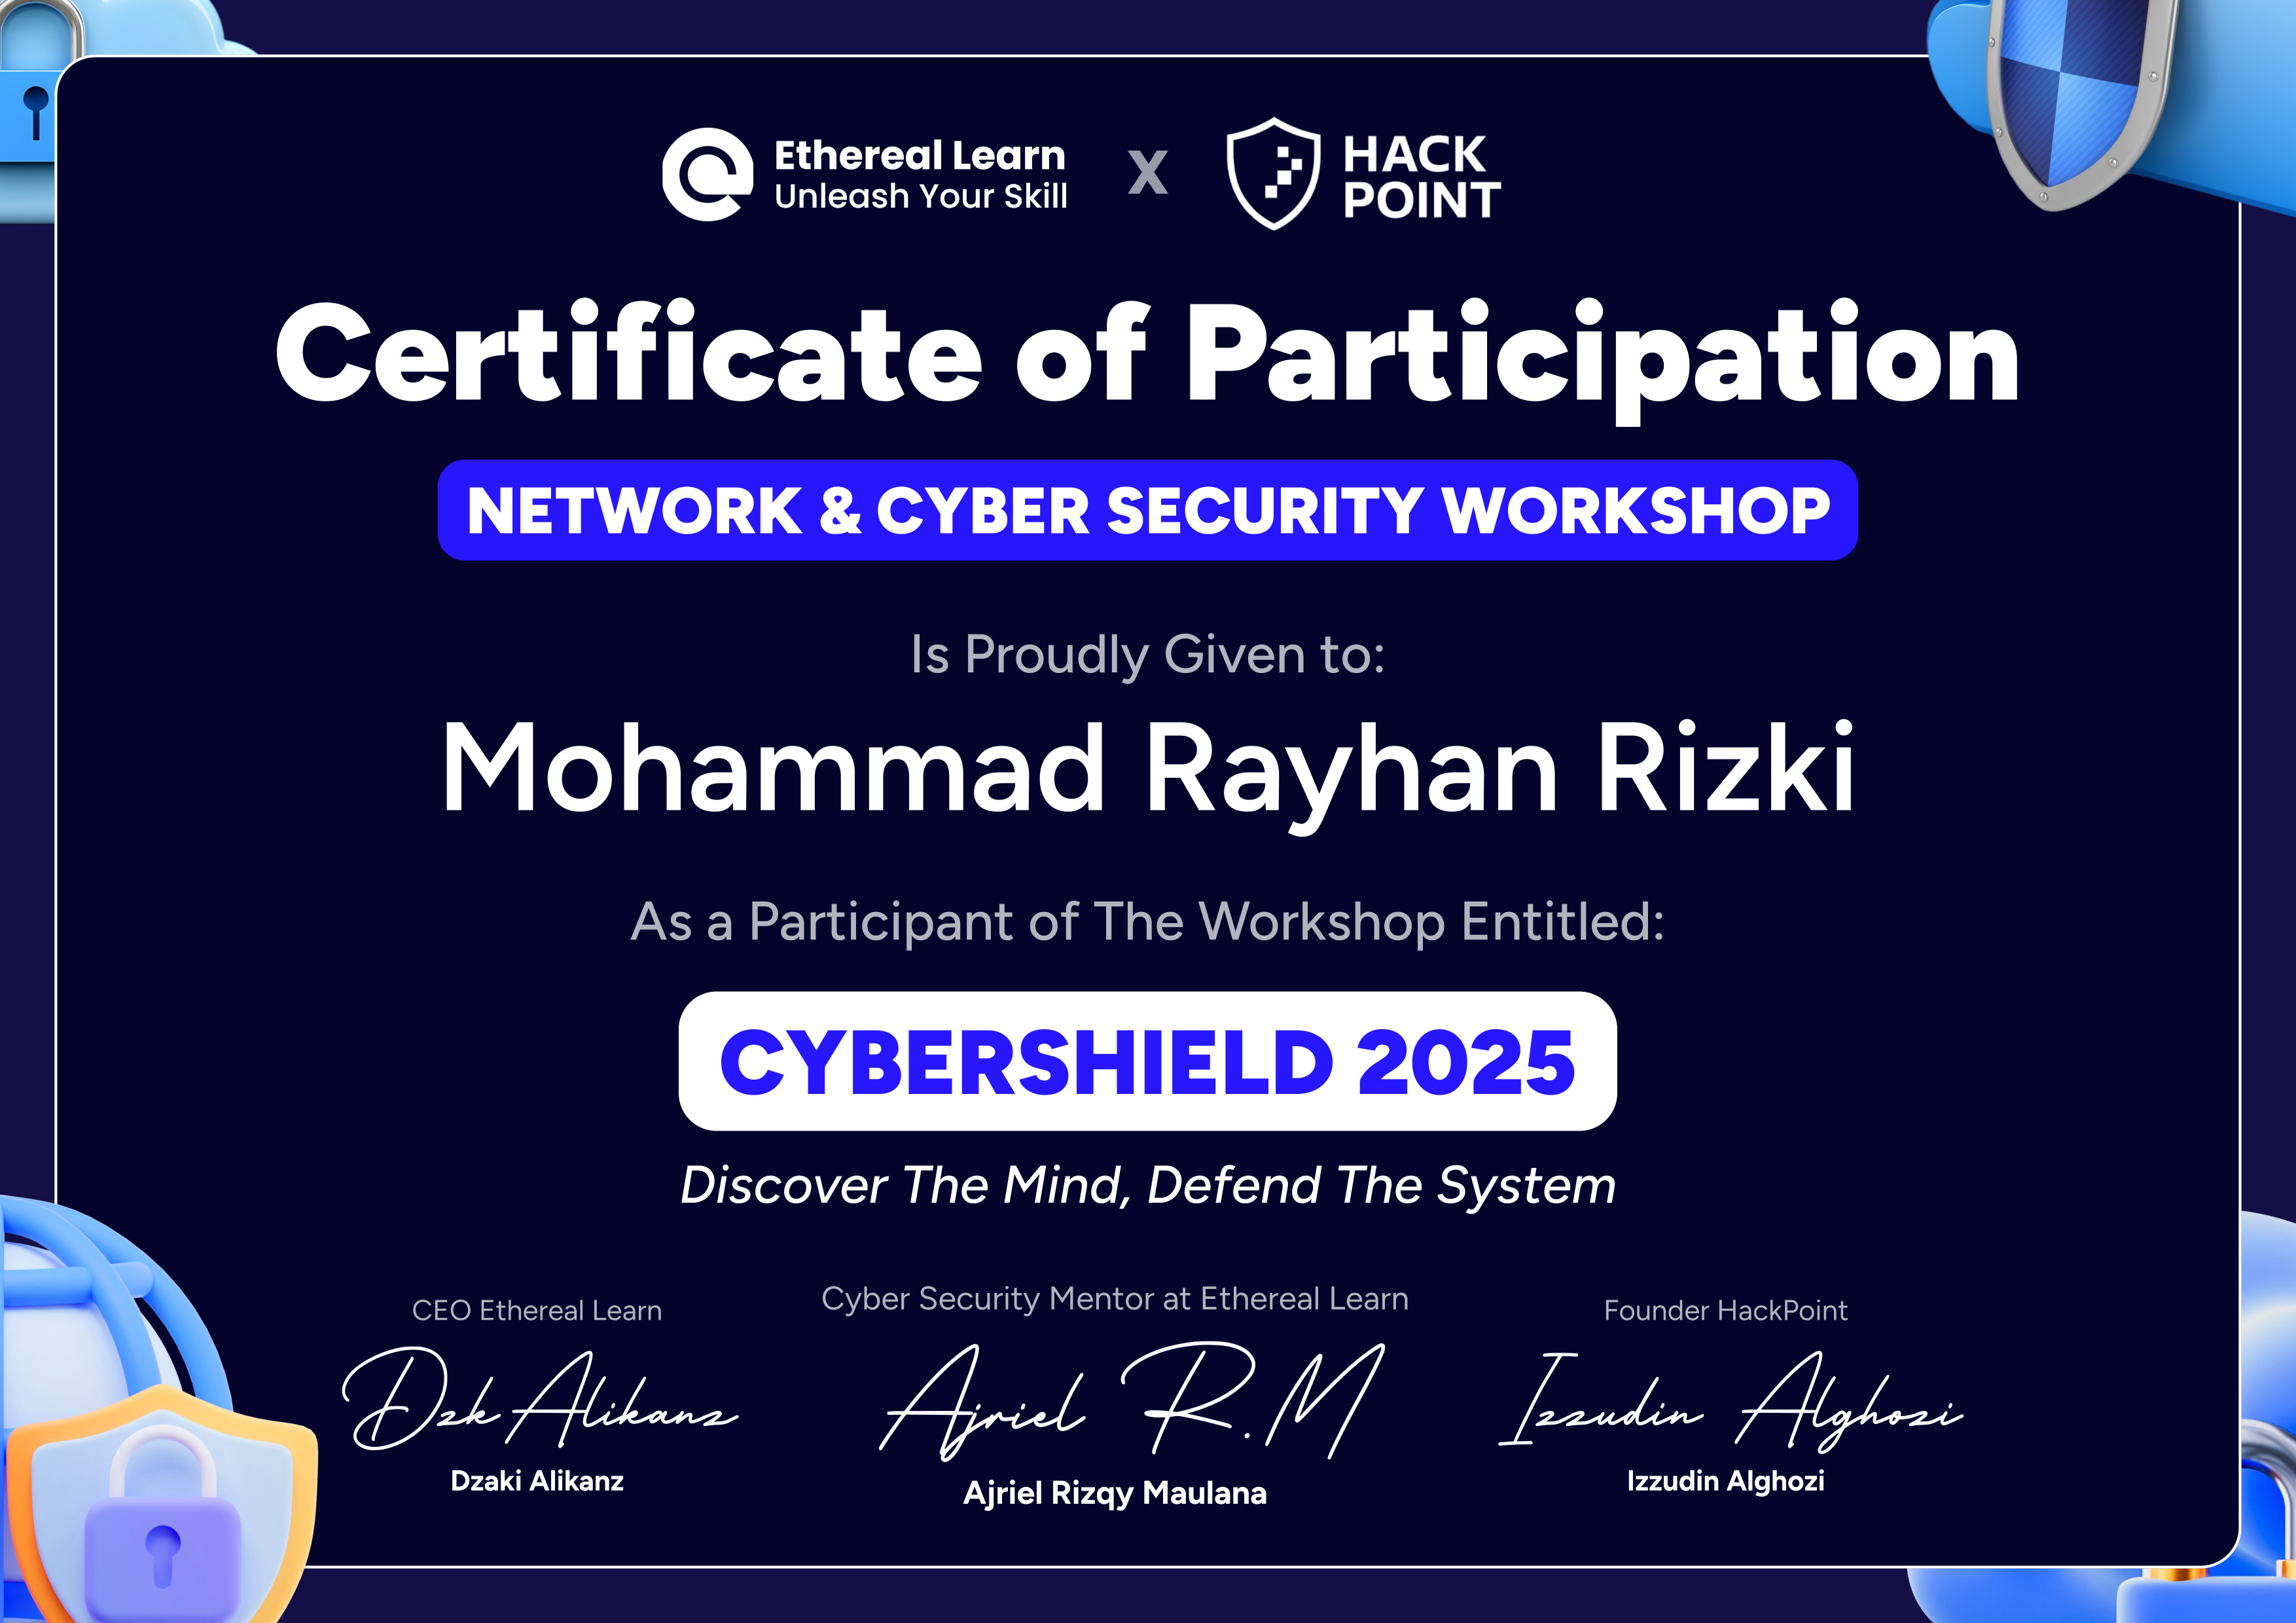 Ethereal Learn
Unleash Your Skill
X
HACK
POINT
Certificate of Participation
NETWORK & CYBER SECURITY WORKSHOP
Is Proudly Given to:
Mohammad Rayhan Rizki
As a Participant of The Workshop Entitled:
CYBERSHIELD 2025
Discover The Mind, Defend The System
CEO Ethereal Learn
Dzk Alikanz
Dzaki Alikanz
Cyber Security Mentor at Ethereal Learn
Ajriel R.M
Ajriel Rizqy Maulana
Founder HackPoint
Izzudin Alghozi
Izzudin Alghozi